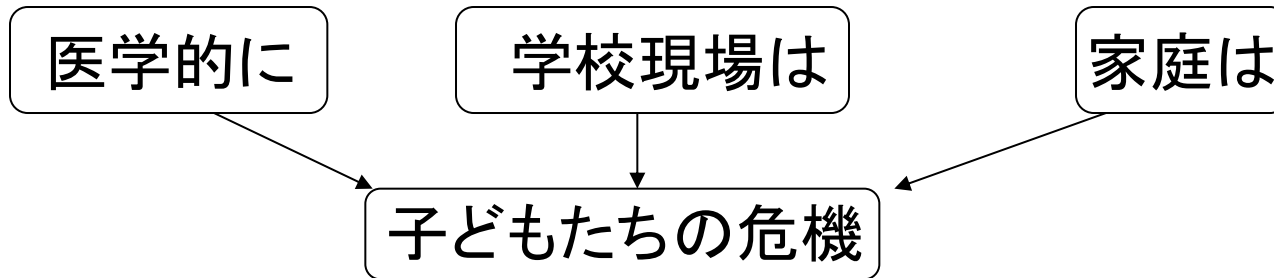 医学的に
学校現場は
家庭は
子どもたちの危機